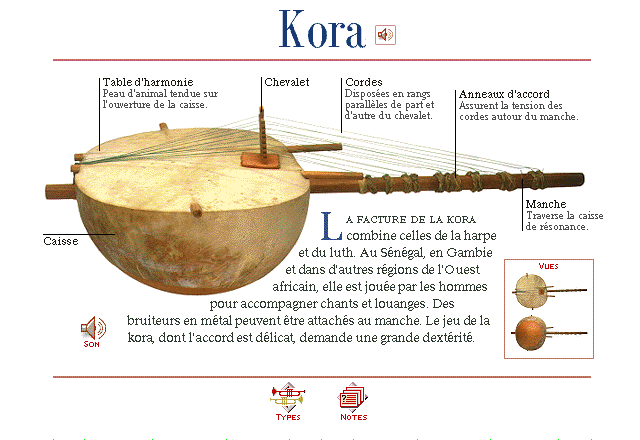 Kora
Table d'harmonie
Peau d'animal tendue sur
l'ouverture de la caisse.
Chevalet
Cordes
Disposées en rangs
parallèles de part et
d'autre du chevalet.
Anneaux d'accord
Assurent la tension des
cordes autour du manche.
Manche
Traverse la caisse
de résonance.
Caisse
LA FACTURE DE LA KORA
combine celles de la harpe
et du luth. Au Sénégal, en Gambie
et dans d'autres régions de l'Ouest
africain, elle est jouée par les hommes
pour accompagner chants et louanges. Des
bruiteurs en métal peuvent être attachés au manche. Le jeu de la
kora, dont l'accord est délicat, demande une grande dextérité.
VUES
SON
TYPES
NOTES